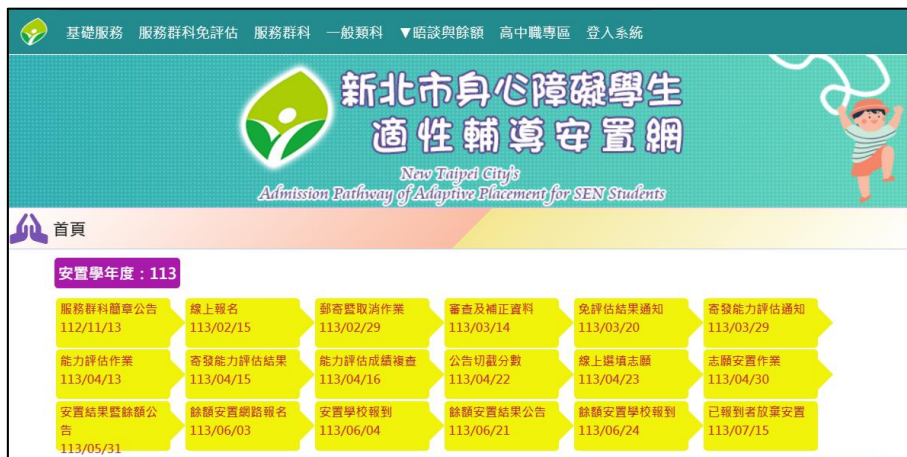 基礎服務 服務群科免評估 服務群科 一般類科 ▼晤談與餘額 高中職專區 登入系統
新北市身心障礙學生
適性輔導安置網
New Taipei City's
Admission Pathway of Adaptive Placement for SEN Students
首頁
安置學年度：113
服務群科簡章公告
112/11/13
線上報名
113/02/15
郵寄暨取消作業
113/02/29
審查及補正資料
113/03/14
免評估結果通知
113/03/20
寄發能力評估通知
113/03/29
能力評估作業
113/04/13
寄發能力評估結果
113/04/15
能力評估成績複查
113/04/16
公告切截分數
113/04/22
線上選填志願
113/04/23
志願安置作業
113/04/30
安置結果暨餘額公
告
113/05/31
餘額安置網路報名
113/06/03
安置學校報到
113/06/04
餘額安置結果公告
113/06/21
餘額安置學校報到
113/06/24
已報到者放棄安置
113/07/15